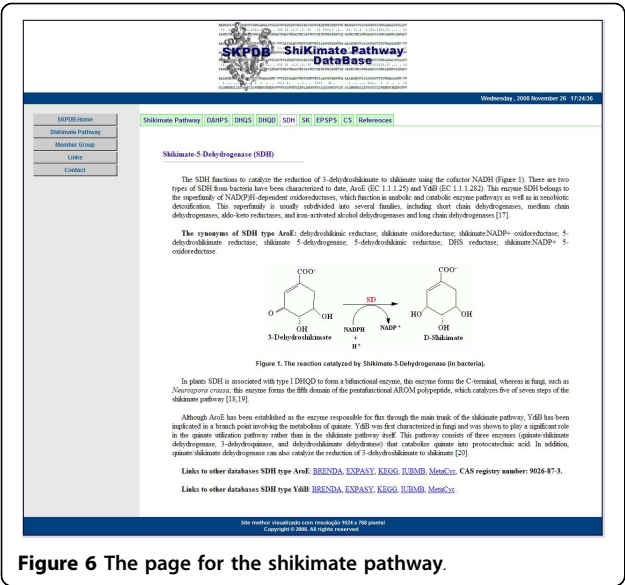 SKPDB ShiKimate Pathway
DataBase
Wednesday , 2008 November 26 17:24:36
SKPDB Home
Shikimate Pathway
Member Group
Links
Contact
Shikimate Pathway DAHPS DHQS DHQD SDH SK EPSPS CS References
Shikimate-5-Dehydrogenase (SDH)
The SDH functions to catalyze the reduction of 3-dehydroshikimate to shikimate using the cofactor NADH (Figure 1). There are two
types of SDH from bacteria have been characterized to date, AroE (EC 1.1.1.25) and YdiB (EC 1.1.1.282). This enzyme SDH belongs to
the superfamily of NAD(P)H-dependent oxidoreductases, which function in anabolic and catabolic enzyme pathways as well as in xenobiotic
detoxification. This superfamily is usually subdivided into several families, including short chain dehydrogenases, medium chain
dehydrogenases, aldo-keto reductases, and iron-activated alcohol dehydrogenases and long chain dehydrogenases [17].
The synonyms of SDH type AroE: dehydroshikimic reductase; shikimate oxidoreductase; shikimate:NADP+ oxidoreductase; 5-
dehydroshikimate reductase; shikimate 5-dehydrogenase; 5-dehydroshikimic reductase; DHS reductase; shikimate:NADP+ 5-
oxidoreductase.
COO-
COO-
SD
O
OH
HO
OH
OH
NADPH
NADP+
OH
3-Dehydroshikimate
+
D-Shikimate
H+
Figure 1. The reaction catalyzed by Shikimate-5-Dehydrogenase (in bacteria).
In plants SDH is associated with type I DHQD to form a bifunctional enzyme, this enzyme forms the C-terminal, whereas in fungi, such as
Neurospora crassa, this enzyme forms the fifth domain of the pentafunctional AROM polypeptide, which catalyzes five of seven steps of the
shikimate pathway [18,19].
Although AroE has been established as the enzyme responsible for flux through the main trunk of the shikimate pathway, YdiB has been
implicated in a branch point involving the metabolism of quinate. YdiB was first characterized in fungi and was shown to play a significant role
in the quinate utilization pathway rather than in the shikimate pathway itself. This pathway consists of three enzymes (quinate/shikimate
dehydrogenase, 3-dehydroquinase, and dehydroshikimate dehydratase) that catabolize quinate into protocatechuic acid. In addition,
quinate/shikimate dehydrogenase can also catalyze the reduction of 3-dehydroshikimate to shikimate [20].
Links to other databases SDH type AroE: BRENDA, EXPASY, KEGG, IUBMB, MetaCyc, CAS registry number: 9026-87-3.
Links to other databases SDH type YdiB: BRENDA, EXPASY, KEGG, IUBMB, MetaCyc .
Site melhor visualizado com resolução 1024 x 768 pixels!
Copyright © 2008. All rights reserved
Figure 6 The page for the shikimate pathway.